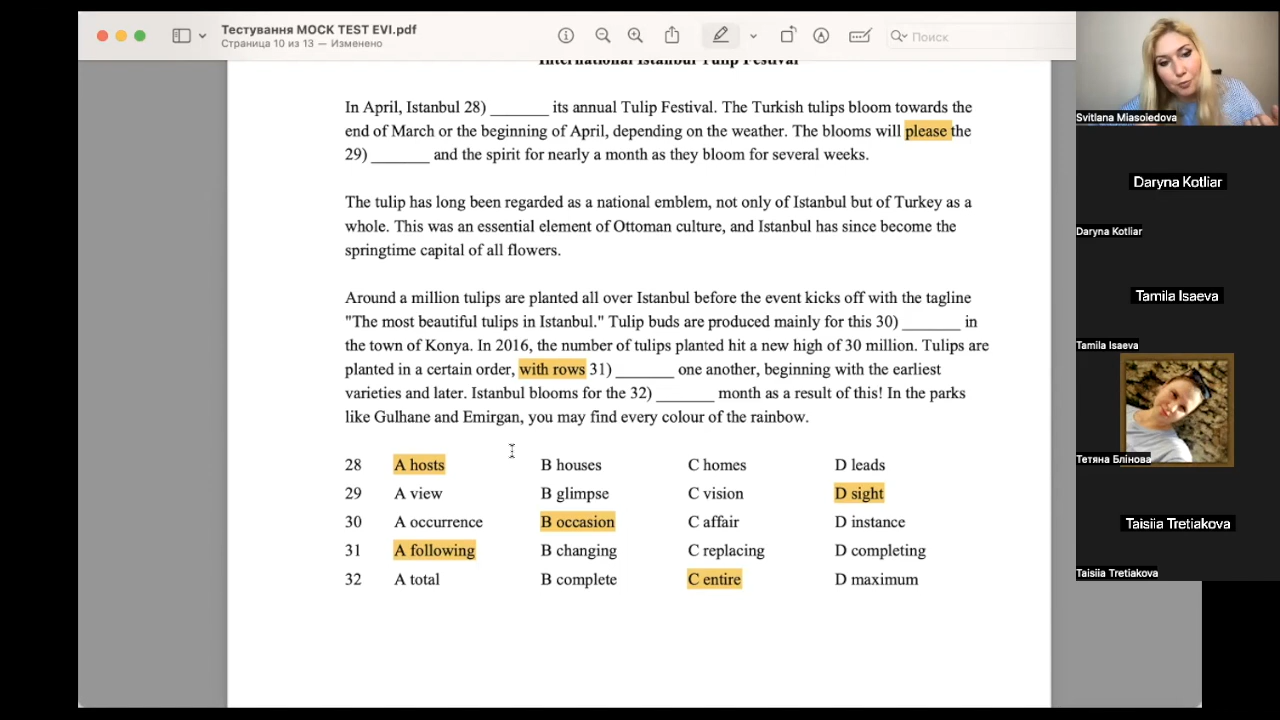 Тестування MOCK TEST EVI.pdf
Страница 10 из 13 — Изменено
Поиск
International Istanbul Tulip Festival
In April, Istanbul 28) _______ its annual Tulip Festival. The Turkish tulips bloom towards the
end of March or the beginning of April, depending on the weather. The blooms will please the
29) _______ and the spirit for nearly a month as they bloom for several weeks.
The tulip has long been regarded as a national emblem, not only of Istanbul but of Turkey as a
whole. This was an essential element of Ottoman culture, and Istanbul has since become the
springtime capital of all flowers.
Around a million tulips are planted all over Istanbul before the event kicks off with the tagline
"The most beautiful tulips in Istanbul." Tulip buds are produced mainly for this 30) _______ in
the town of Konya. In 2016, the number of tulips planted hit a new high of 30 million. Tulips are
planted in a certain order, with rows 31) _______ one another, beginning with the earliest
varieties and later. Istanbul blooms for the 32) _______ month as a result of this! In the parks
like Gulhane and Emirgan, you may find every colour of the rainbow.
28 A hosts B houses C homes D leads
29 A view B glimpse C vision D sight
30 A occurrence B occasion C affair D instance
31 A following B changing C replacing D completing
32 A total B complete C entire D maximum
Svitlana Miasoiedova
Daryna Kotliar
Daryna Kotliar
Tamila Isaeva
Tamila Isaeva
Тетяна Блінова
Taisiia Tretiakova
Taisiia Tretiakova